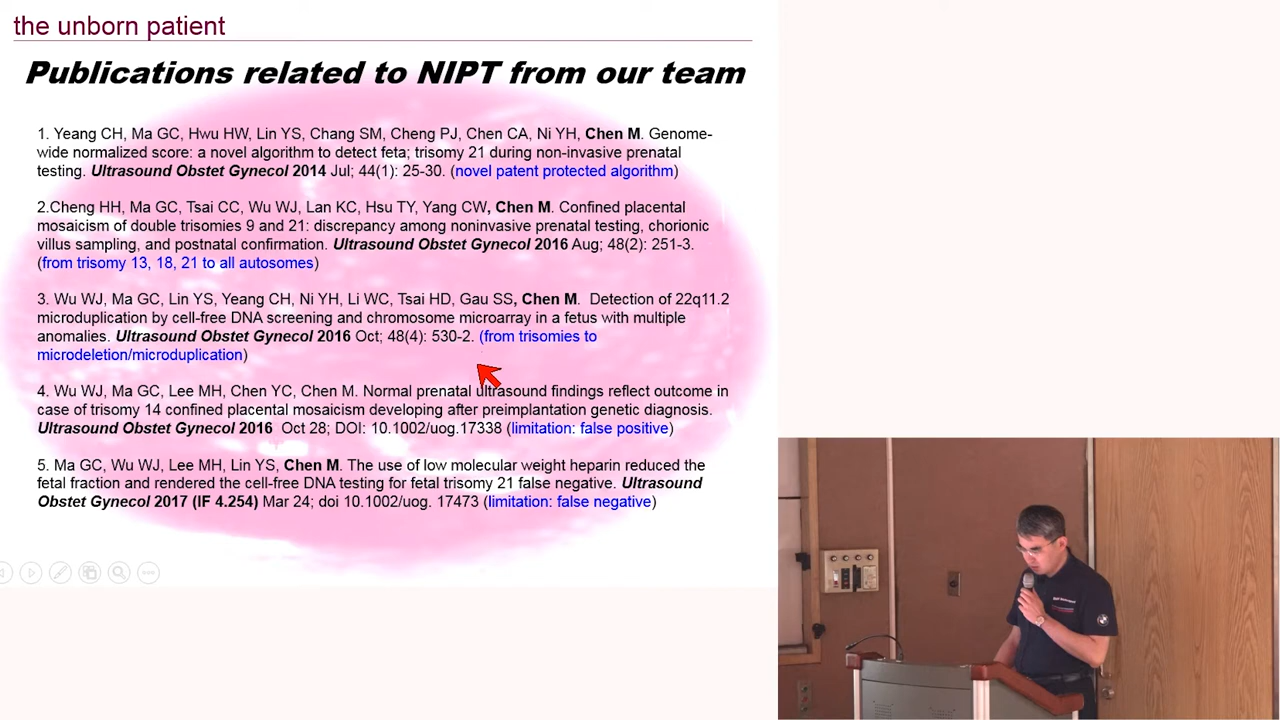 the unborn patient
Publications related to NIPT from our team
1. Yeang CH, Ma GC, Hwu HW, Lin YS, Chang SM, Cheng PJ, Chen CA, Ni YH, Chen M. Genome-
wide normalized score: a novel algorithm to detect feta; trisomy 21 during non-invasive prenatal
testing. Ultrasound Obstet Gynecol 2014 Jul; 44(1): 25-30. (novel patent protected algorithm)
2.Cheng HH, Ma GC, Tsai CC, Wu WJ, Lan KC, Hsu TY, Yang CW, Chen M. Confined placental
mosaicism of double trisomies 9 and 21: discrepancy among noninvasive prenatal testing, chorionic
villus sampling, and postnatal confirmation. Ultrasound Obstet Gynecol 2016 Aug; 48(2): 251-3.
(from trisomy 13, 18, 21 to all autosomes)
3. Wu WJ, Ma GC, Lin YS, Yeang CH, Ni YH, Li WC, Tsai HD, Gau SS, Chen M. Detection of 22q11.2
microduplication by cell-free DNA screening and chromosome microarray in a fetus with multiple
anomalies. Ultrasound Obstet Gynecol 2016 Oct; 48(4): 530-2. (from trisomies to
microdeletion/microduplication)
4. Wu WJ, Ma GC, Lee MH, Chen YC, Chen M. Normal prenatal ultrasound findings reflect outcome in
case of trisomy 14 confined placental mosaicism developing after preimplantation genetic diagnosis.
Ultrasound Obstet Gynecol 2016 Oct 28; DOI: 10.1002/uog.17338 (limitation: false positive)
5. Ma GC, Wu WJ, Lee MH, Lin YS, Chen M. The use of low molecular weight heparin reduced the
fetal fraction and rendered the cell-free DNA testing for fetal trisomy 21 false negative. Ultrasound
Obstet Gynecol 2017 (IF 4.254) Mar 24; doi 10.1002/uog. 17473 (limitation: false negative)